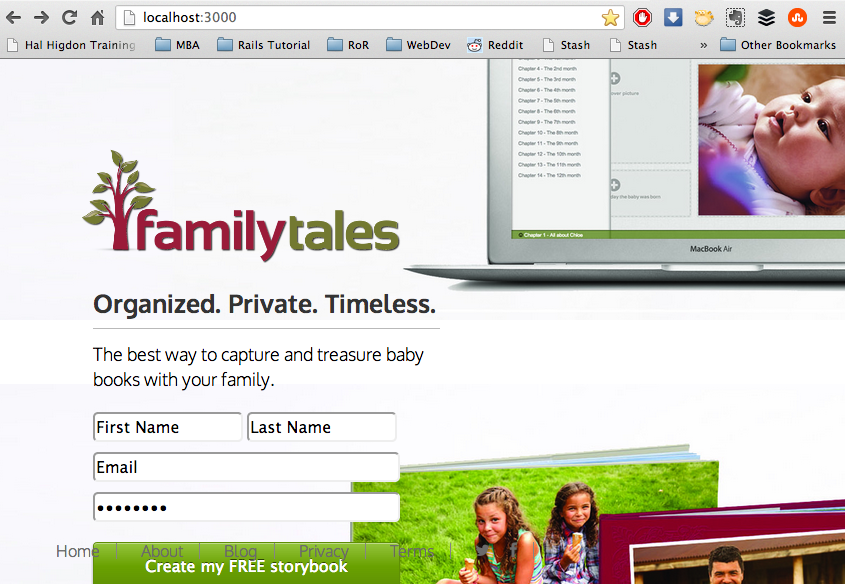 localhost:3000
Hal Higdon Training MBA Rails Tutorial RoR WebDev Reddit Stash Stash » Other Bookmarks
Chapter 4 - The 2nd month
Chapter 5 - The 3rd month
Chapter 6 - The 4th month
Chapter 7 - The 5th month
Chapter 8 - The 6th month
Chapter 9 - The 7th month
Chapter 10 - The 8th month
Chapter 11 - The 9th month
Chapter 12 - The 10th month
Chapter 13 - The 11th month
Chapter 14 - The 12th month
over picture
day the baby was born
Chapter 1 - All about Chloe
MacBook Air
familytales
Organized. Private. Timeless.
The best way to capture and treasure baby
books with your family.
First Name Last Name
Email
••••••••
Home | About | Blog | Privacy | Terms |
Create my FREE storybook